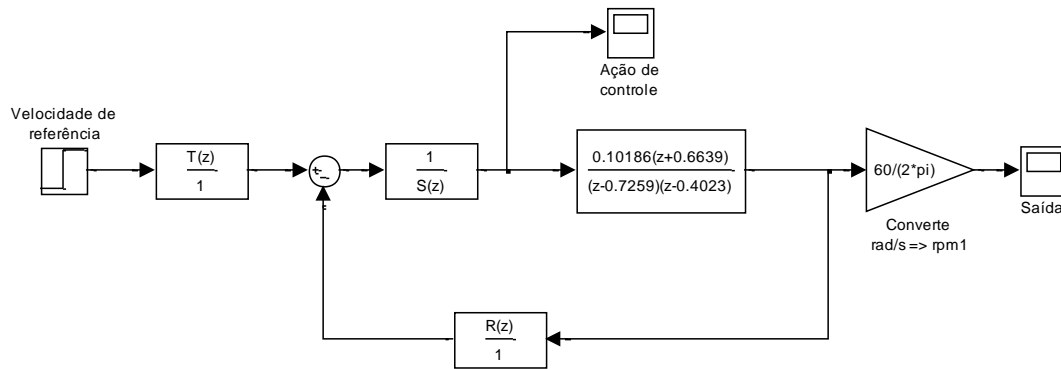 Ação de
controle
Velocidade de
referência
T(z)
1
+
-
1
S(z)
0.10186(z+0.6639)
(z-0.7259)(z-0.4023)
60/(2*pi)
Saída
Converte
rad/s => rpm1
R(z)
1